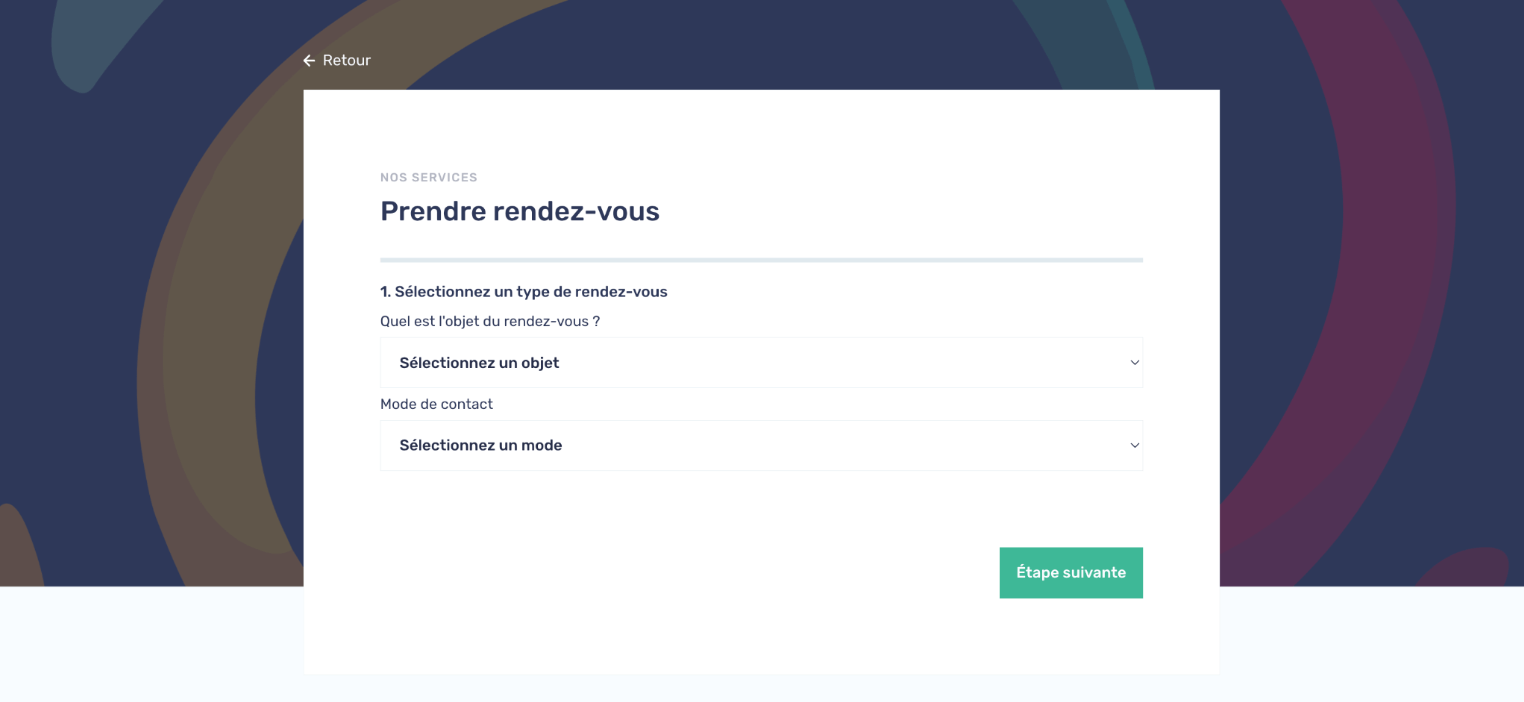 Retour
NOS SERVICES
Prendre rendez-vous
1. Sélectionnez un type de rendez-vous
Quel est l'objet du rendez-vous ?
Sélectionnez un objet
Mode de contact
Sélectionnez un mode
Étape suivante